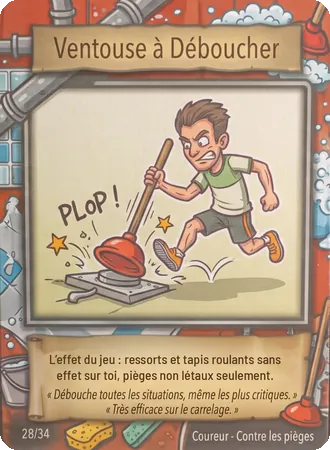 Ventouse à Déboucher
PLOP !
L'effet du jeu : ressorts et tapis roulants sans
effet sur toi, pièges non létaux seulement.
« Débouche toutes les situations, même les plus critiques. »
« Très efficace sur le carrelage. »
28/34
Coureur - Contre les pièges